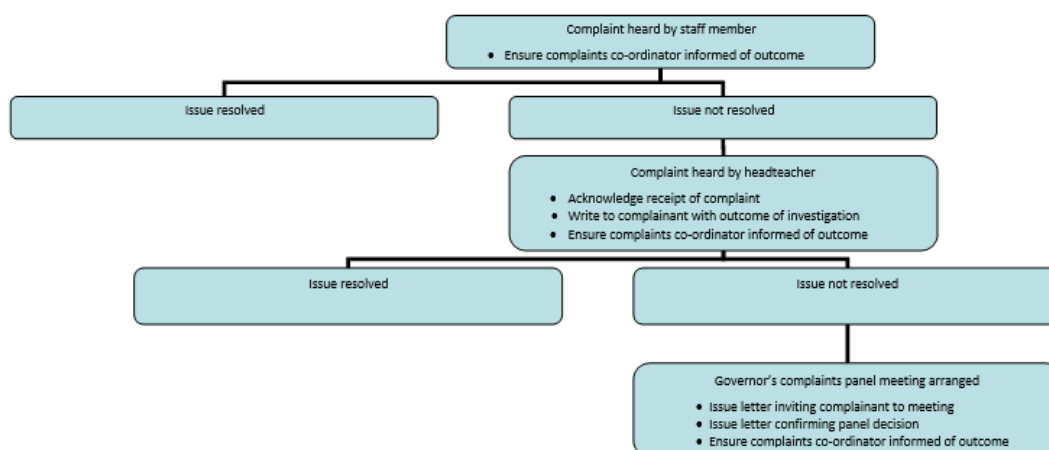 Complaint heard by staff member
• Ensure complaints co-ordinator informed of outcome
Issue resolved
Issue not resolved
Complaint heard by headteacher
• Acknowledge receipt of complaint
• Write to complainant with outcome of investigation
• Ensure complaints co-ordinator informed of outcome
Issue resolved
Issue not resolved
Governor's complaints panel meeting arranged
• Issue letter inviting complainant to meeting
• Issue letter confirming panel decision
• Ensure complaints co-ordinator informed of outcome